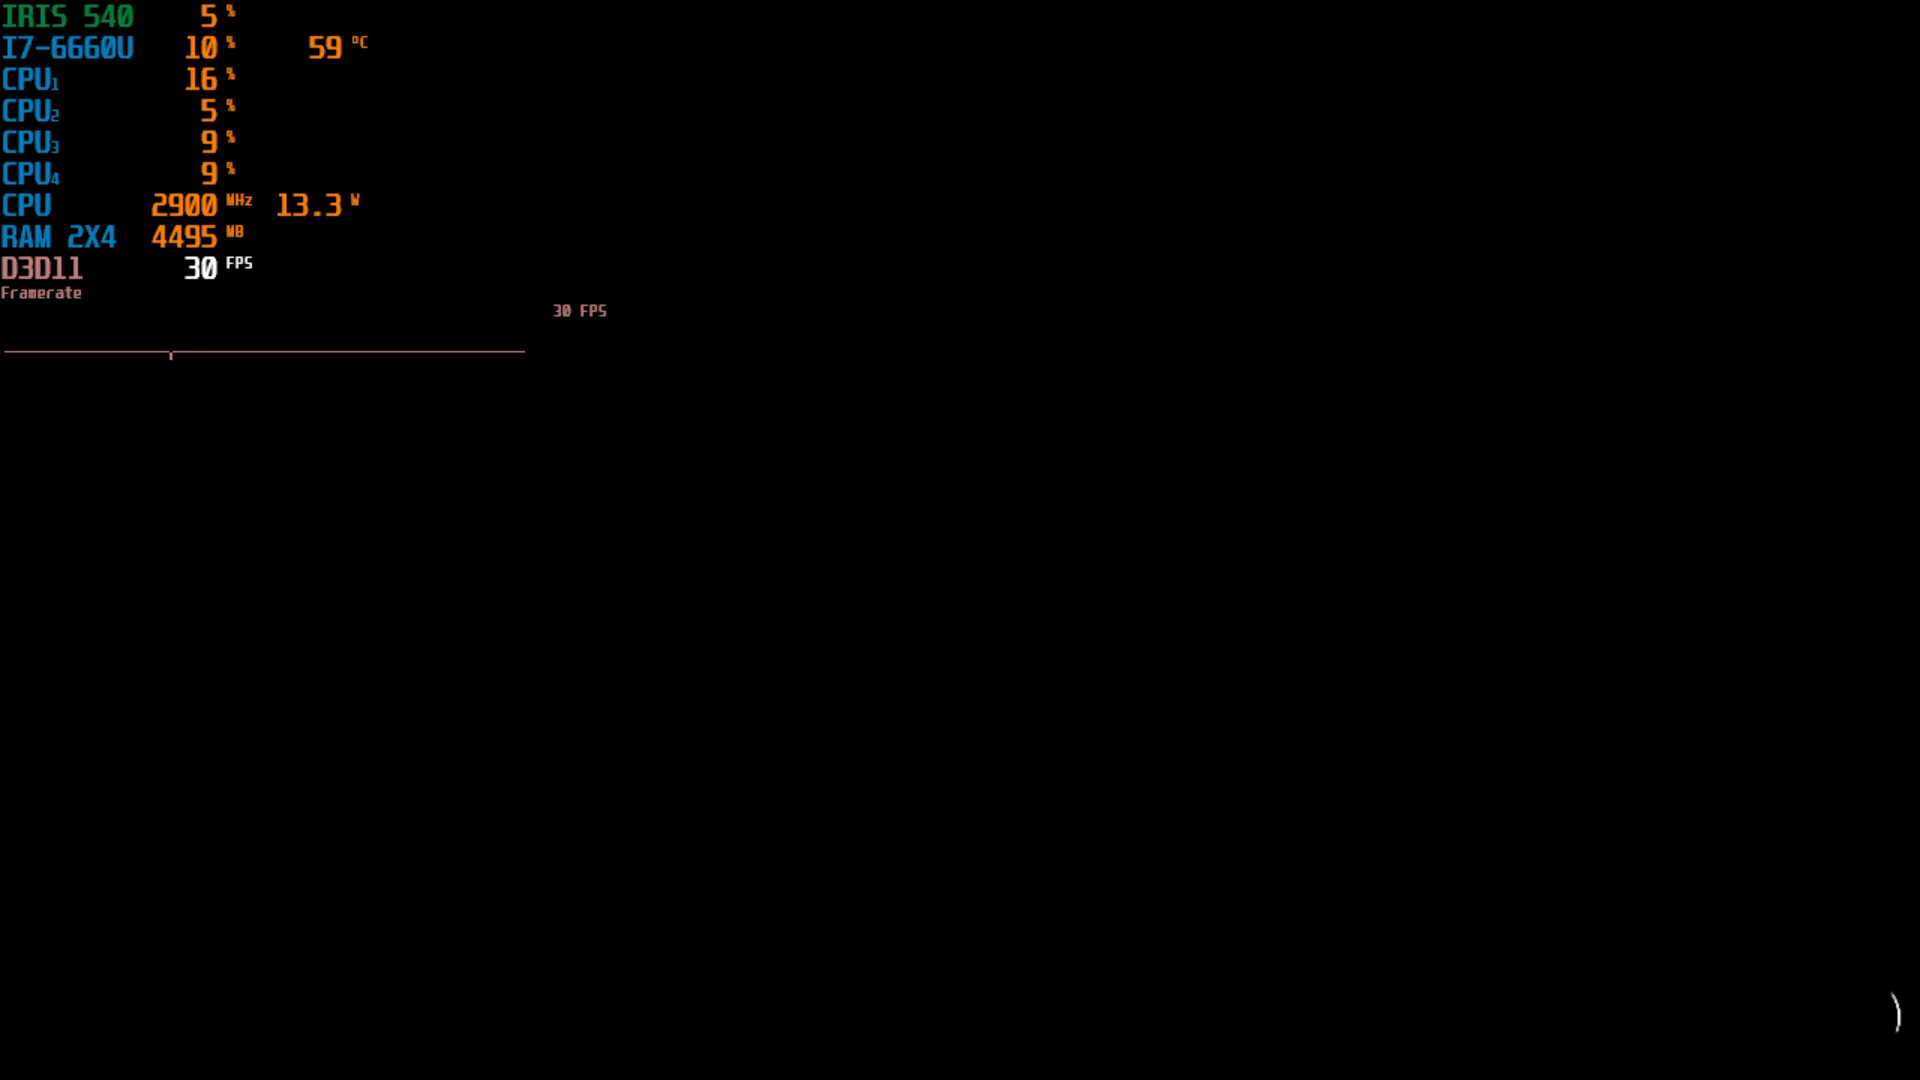 IRIS 540 5 %
I7-6660U 10 % 59 °C
CPU1 16 %
CPU2 5 %
CPU3 9 %
CPU4 9 %
CPU 2900 MHz 13.3 W
RAM 2X4 4495 MB
D3D11 30 FPS
Framerate
30 FPS